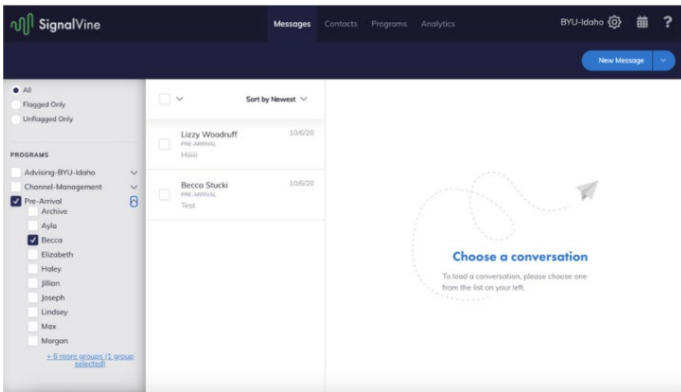 SignalVine
Messages Contacts Programs Analytics
BYU-Idaho
?
New Message
All
Flagged Only
Unflagged Only
PROGRAMS
Advising-BYU-Idaho
Channel-Management
Pre-Arrival
Archive
Ayla
Becca
Elizabeth
Haley
Jillian
Joseph
Lindsey
Max
Morgan
+ 6 more groups (1 group
selected)
Sort by Newest
Lizzy Woodruff 10/6/20
PRE-ARRIVAL
Becca Stucki 10/6/20
PRE-ARRIVAL
Test
Choose a conversation
To load a conversation, please choose one
from the list on your left.